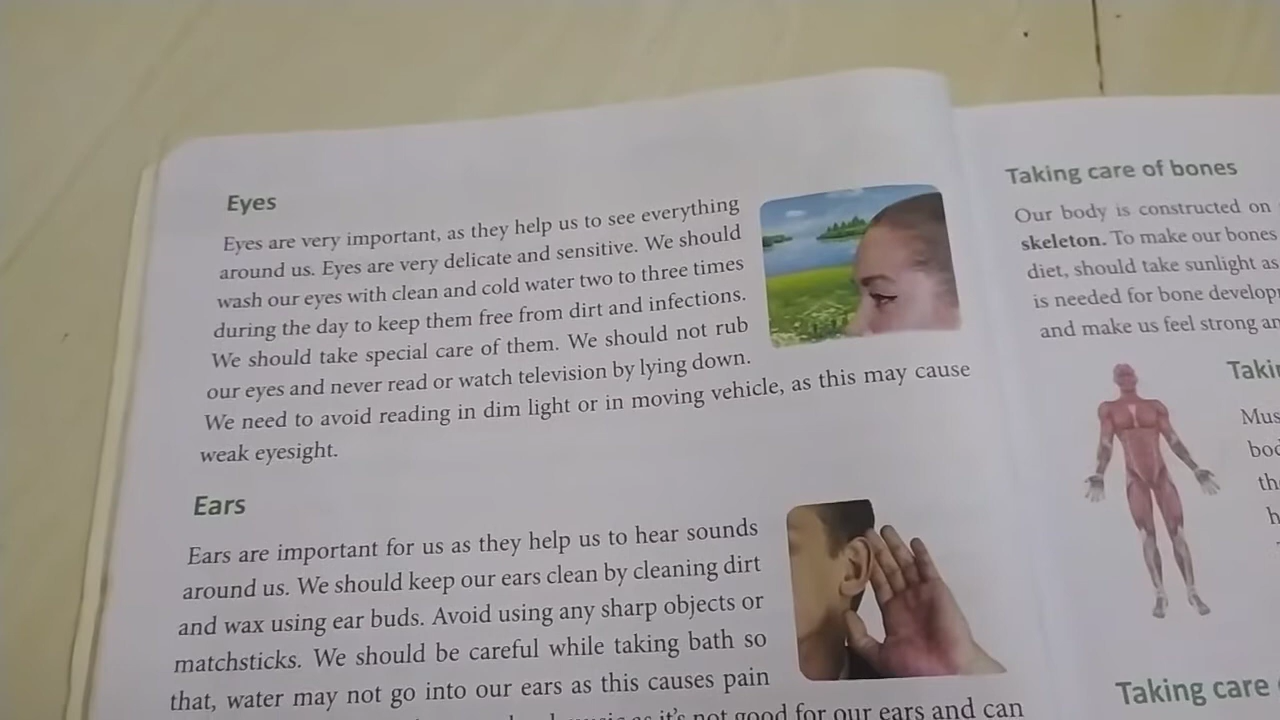 Eyes
Eyes are very important, as they help us to see everything
around us. Eyes are very delicate and sensitive. We should
wash our eyes with clean and cold water two to three times
during the day to keep them free from dirt and infections.
We should take special care of them. We should not rub
our eyes and never read or watch television by lying down.
We need to avoid reading in dim light or in moving vehicle, as this may cause
weak eyesight.
Ears
Ears are important for us as they help us to hear sounds
around us. We should keep our ears clean by cleaning dirt
and wax using ear buds. Avoid using any sharp objects or
matchsticks. We should be careful while taking bath so
that, water may not go into our ears as this causes pain
it's not good for our ears and can
Taking care of bones
Our body is constructed on
skeleton. To make our bones
diet, should take sunlight as
is needed for bone
and make us feel strong
Taking care